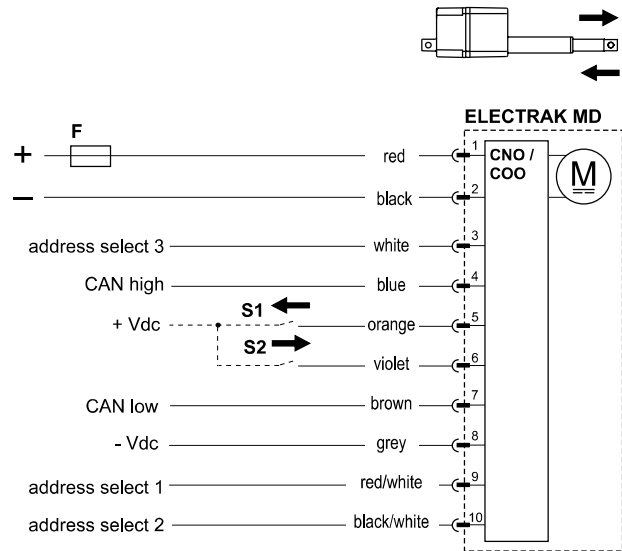 ELECTRAK MD
F
+ red 1 CNO /
COO
M
− black 2
address select 3 white 3
CAN high blue 4
S1
+ Vdc orange 5
S2
violet 6
CAN low brown 7
- Vdc grey 8
address select 1 red/white 9
address select 2 black/white 10